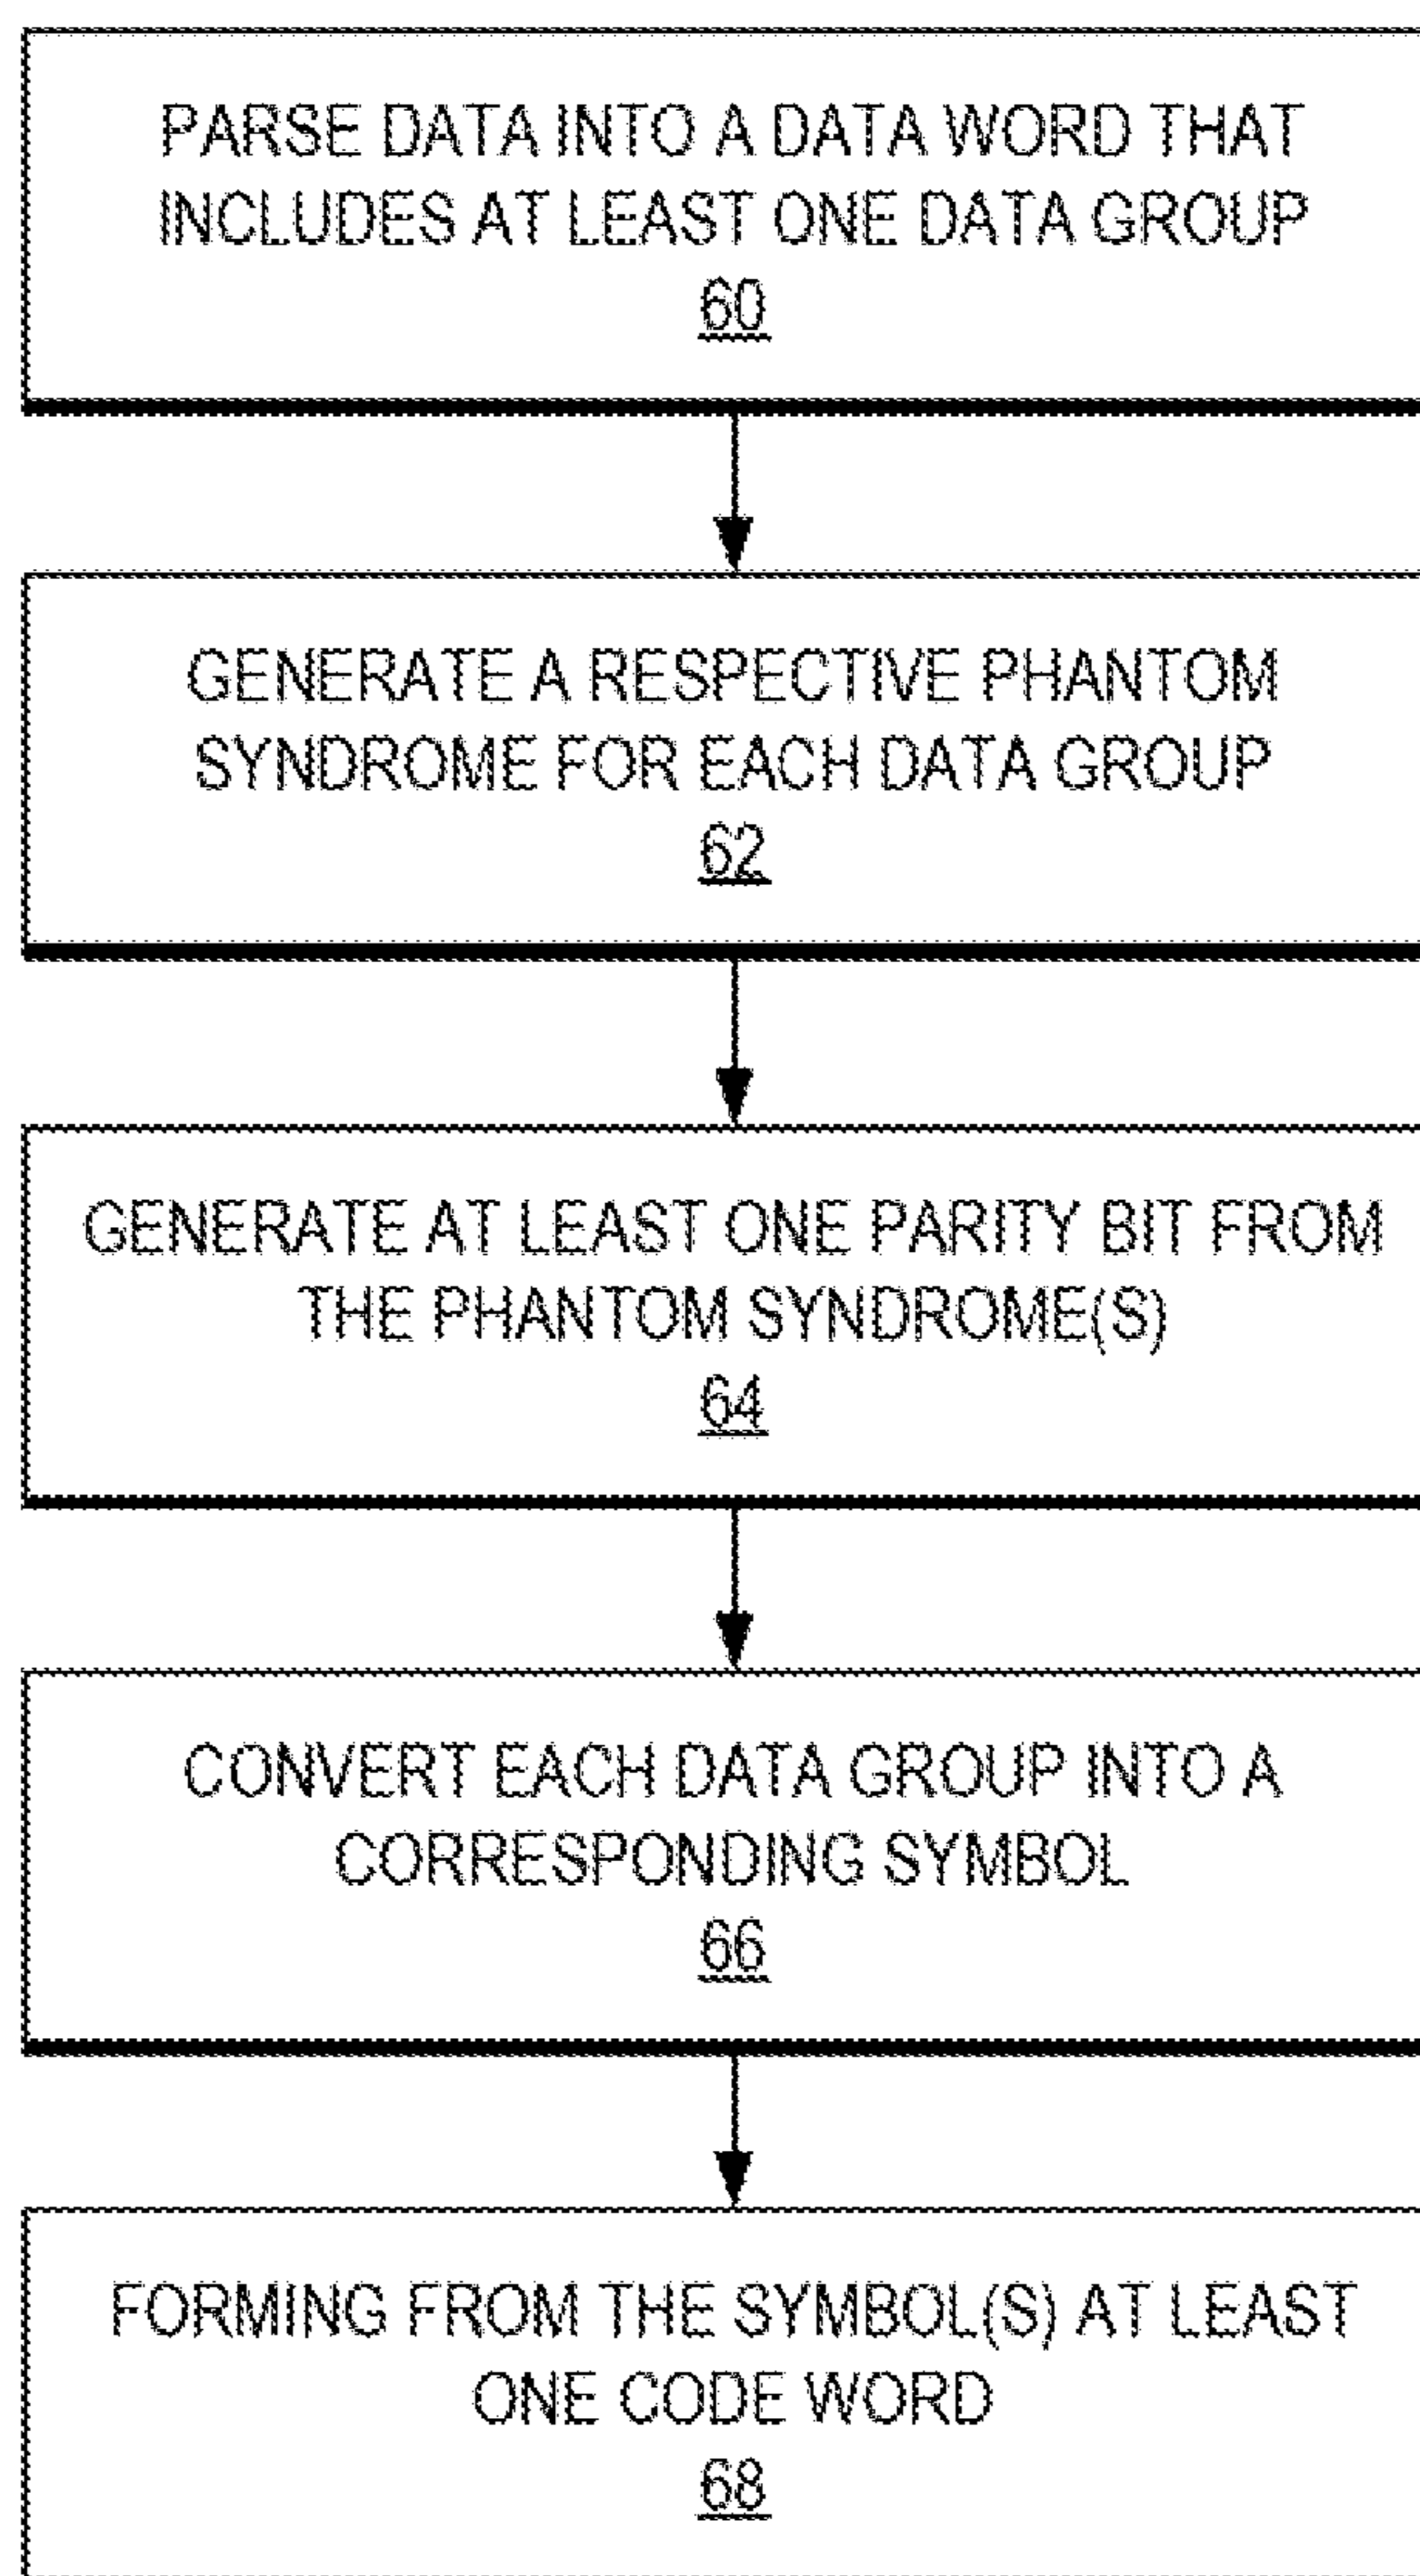 PARSE DATA INTO A DATA WORD THAT
INCLUDES AT LEAST ONE DATA GROUP
60
GENERATE A RESPECTIVE PHANTOM
SYNDROME FOR EACH DATA GROUP
62
GENERATE AT LEAST ONE PARITY BIT FROM
THE PHANTOM SYNDROME(S)
64
CONVERT EACH DATA GROUP INTO A
CORRESPONDING SYMBOL
66
FORMING FROM THE SYMBOL(S) AT LEAST
ONE CODE WORD
68